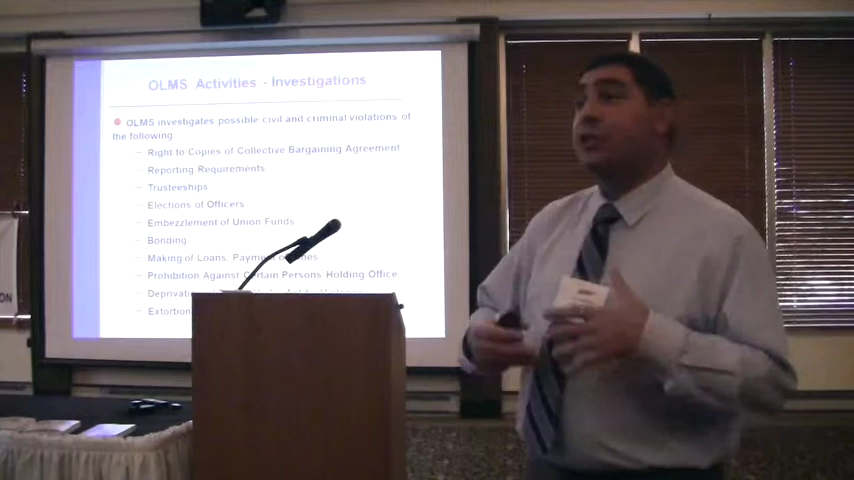 OLMS Activities - Investigations
OLMS investigates possible civil and criminal violations of
the following
– Right to Copies of Collective Bargaining Agreement
– Reporting Requirements
– Trusteeships
– Elections of Officers
– Embezzlement of Union Funds
– Bonding
– Making of Loans, Payment
– Prohibition Against Certain Persons Holding Office
– Extortion
ON